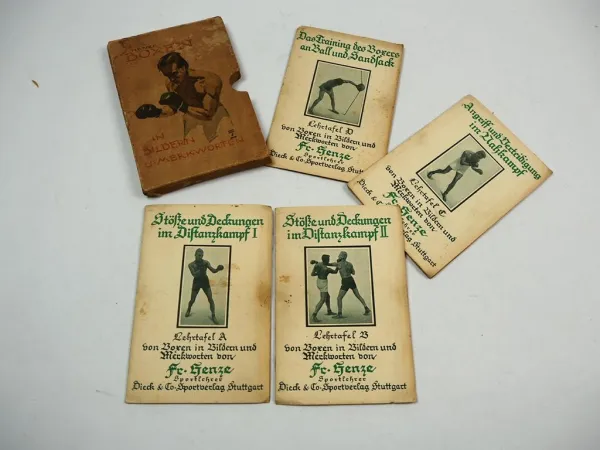 BOXEN
IN
BILDERN
U. MERKWORTEN
Das Training des Boxers
an Ball und Sandsack
Lehrtafel D
von Boxen in Bildern und
Merkworten von
Fr. Henze
Sportlehrer
Dieck & Co. Sportverlag Stuttgart
Angriff und Verteidigung
im Nahkampf
Lehrtafel C
von Boxen in Bildern und
Merkworten von
Fr. Henze
Sportlehrer
Dieck & Co. Sportverlag Stuttgart
Stöße und Deckungen
im Distanzkampf I
Lehrtafel A
von Boxen in Bildern und
Merkworten von
Fr. Henze
Sportlehrer
Dieck & Co. Sportverlag Stuttgart
Stöße und Deckungen
im Distanzkampf II
Lehrtafel B
von Boxen in Bildern und
Merkworten von
Fr. Henze
Sportlehrer
Dieck & Co. Sportverlag Stuttgart